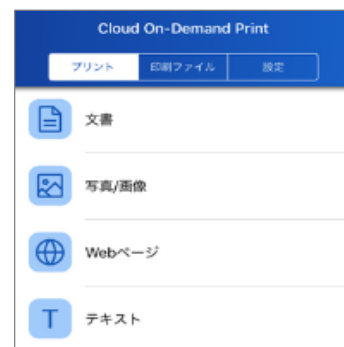 Cloud On-Demand Print
プリント 印刷ファイル 設定
文書
写真/画像
Webページ
テキスト